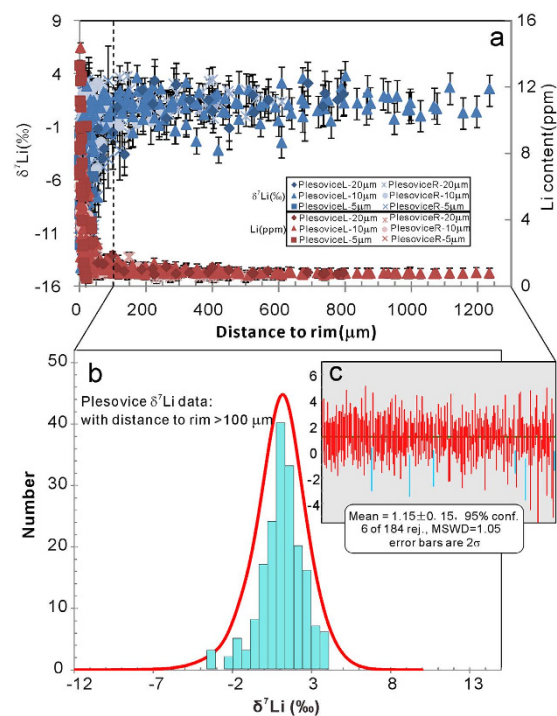 a
δ⁷Li(‰)
9
4
-1
-6
-11
-16
Li content(ppm)
16
12
8
4
0
δ⁷Li(‰)
PlesoviceL-20μm PlesoviceR-20μm
PlesoviceL-10μm PlesoviceR-10μm
PlesoviceL-5μm PlesoviceR-5μm
Li(ppm)
PlesoviceL-20μm PlesoviceR-20μm
PlesoviceL-10μm PlesoviceR-10μm
PlesoviceL-5μm PlesoviceR-5μm
0 200 400 600 800 1000 1200
Distance to rim(μm)
b
Plesovice δ⁷Li data:
with distance to rim >100 μm
Number
50
40
30
20
10
0
-12 -7 -2 3 8 13
δ⁷Li (‰)
c
6
4
2
0
-2
-4
Mean = 1.15±0. 15, 95% conf.
6 of 184 rej., MSWD=1.05
error bars are 2σ